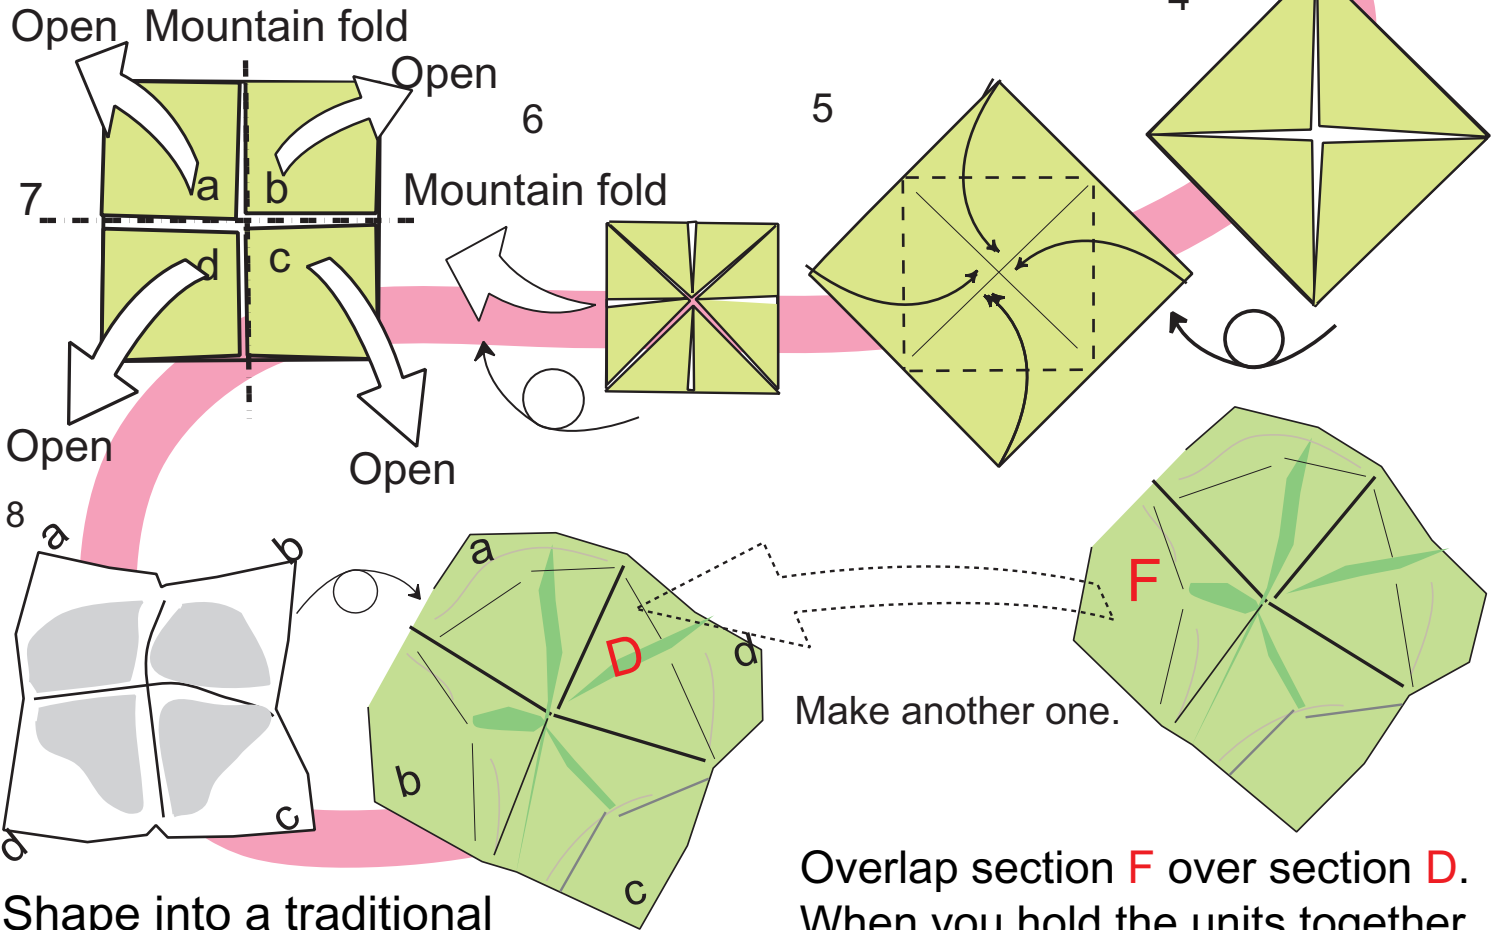 Open Mountain fold
Open
4
6
5
7
a
b
Mountain fold
d
c
Open
Open
8
a
b
d
c
a
D
d
b
c
F
Make another one.
Shape into a traditional
Overlap section F over section D.
When you hold the units together